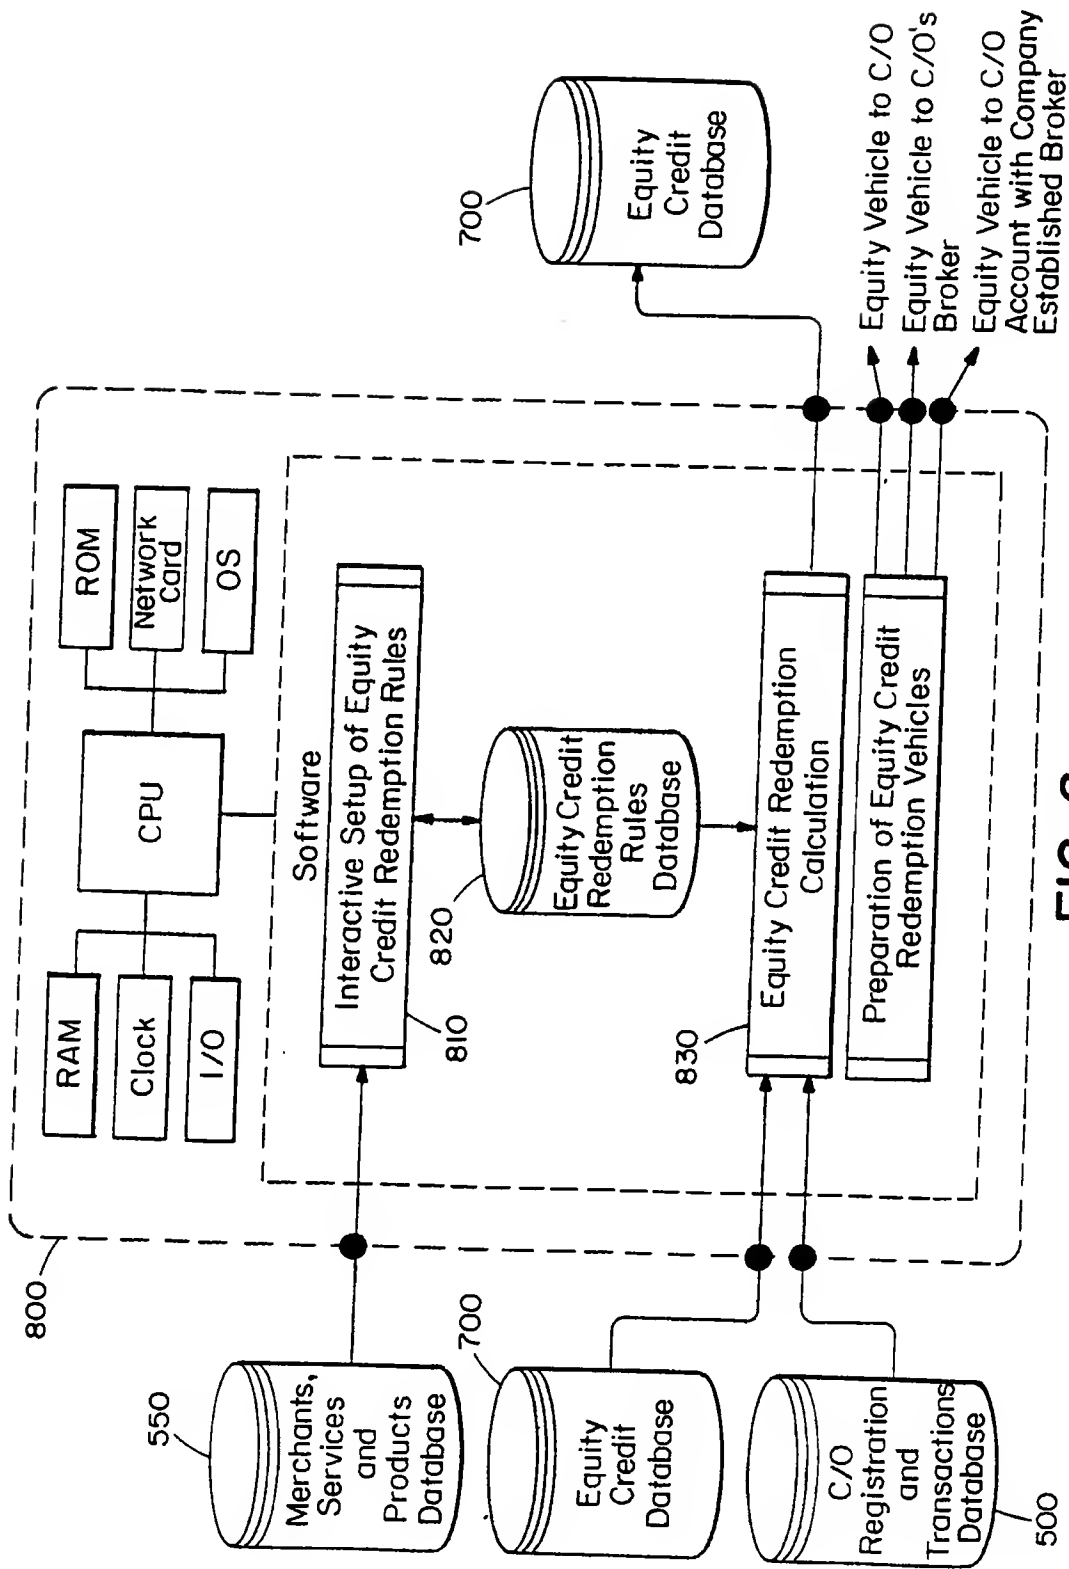 800
RAM
Clock
I/O
CPU
ROM
Network
Card
OS
Software
550
Merchants,
Services
and
Products
Database
Interactive Setup of Equity
Credit Redemption Rules
810
820
Equity Credit
Redemption
Rules
Database
700
Equity
Credit
Database
830
Equity Credit Redemption
Calculation
Preparation of Equity Credit
Redemption Vehicles
C/O
Registration
and
Transactions
Database
500
700
Equity
Credit
Database
Equity Vehicle to C/O
Equity Vehicle to C/O's
Broker
Equity Vehicle to C/O
Account with Company
Established Broker